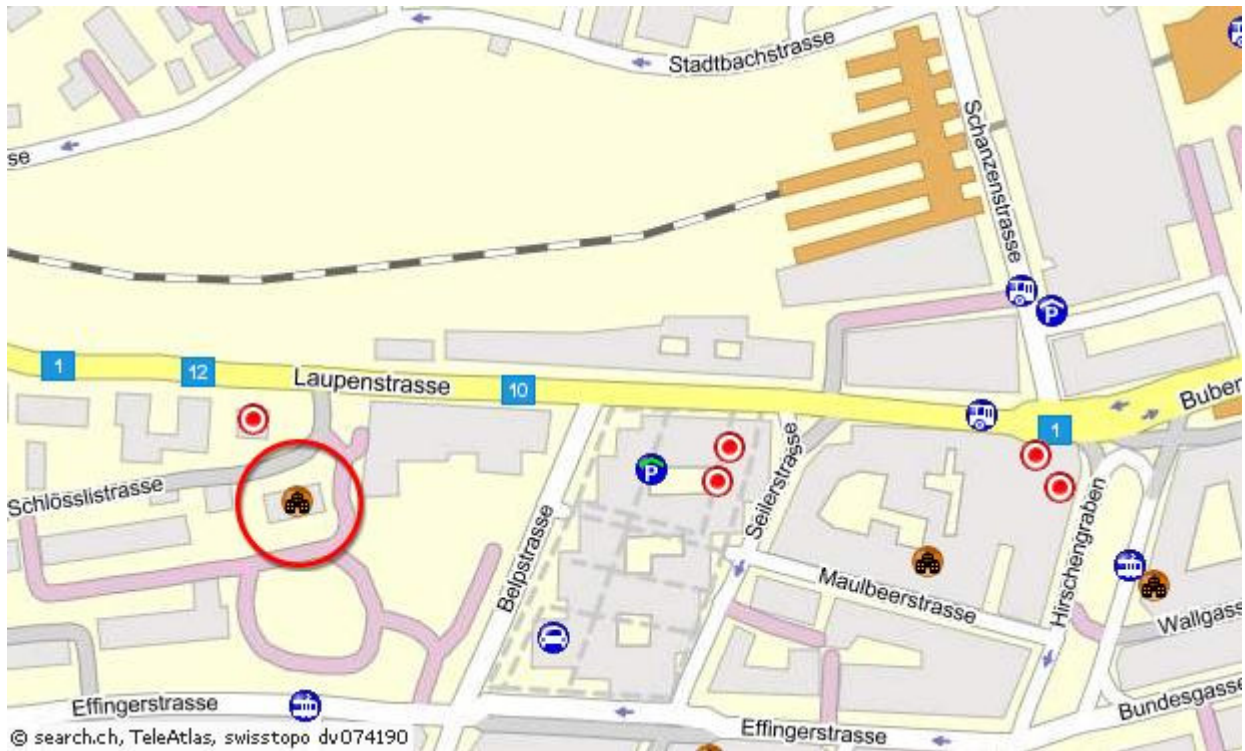 Stadtbachstrasse
Schanzenstrasse
se
P
1
12
Laupenstrasse
10
1
Buben
Schlösslistrasse
P
Seilerstrasse
Belpstrasse
Maulbeerstrasse
Hirschengraben
Wallgass
Effingerstrasse
Effingerstrasse
Bundesgasse
© search.ch, TeleAtlas, swisstopo dv074190